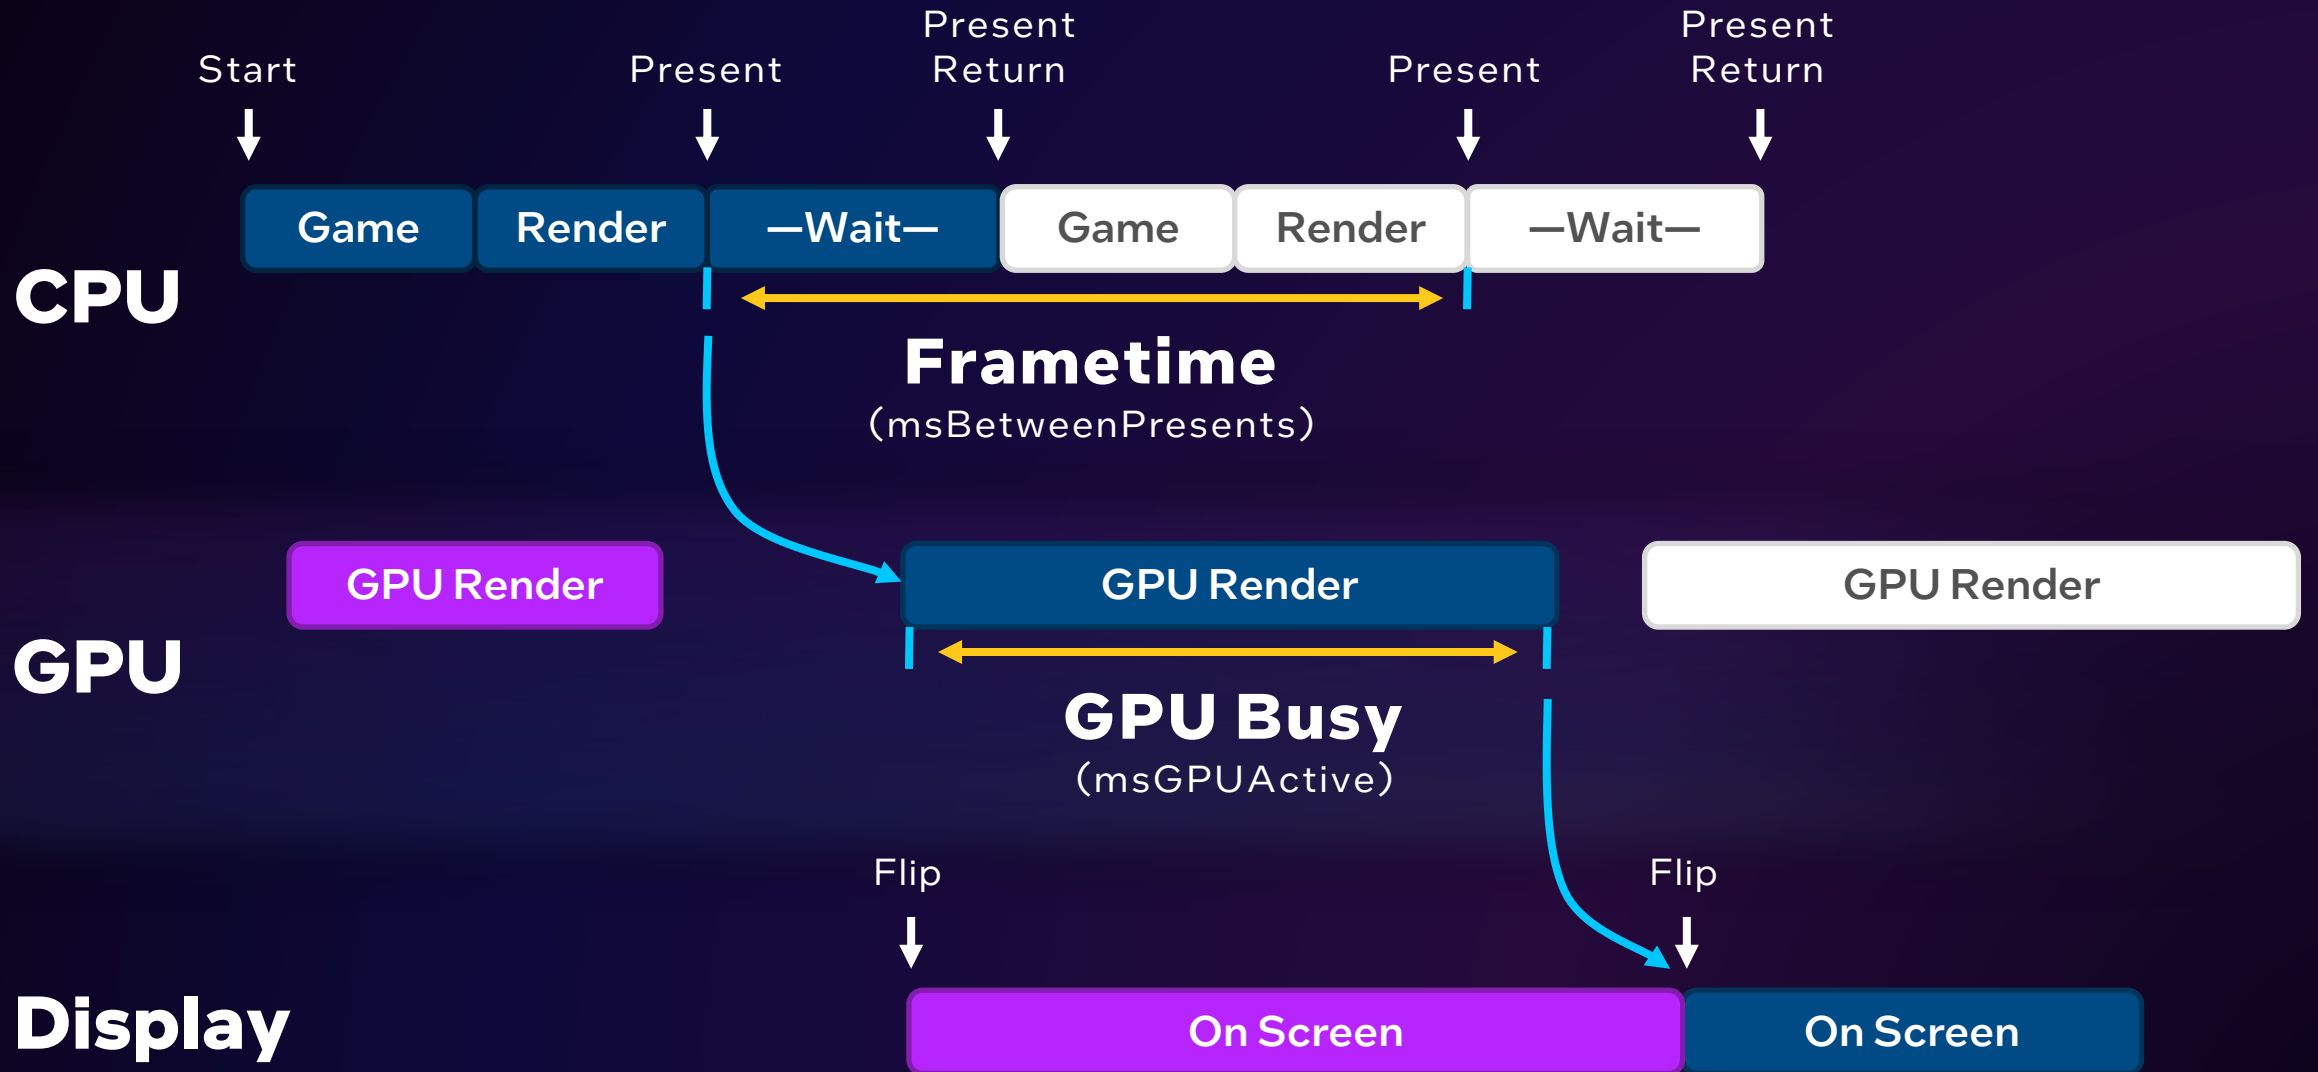 Start
Present
Present
Return
Present
Present
Return
Game
Render
—Wait—
Game
Render
—Wait—
CPU
Frametime
(msBetweenPresents)
GPU Render
GPU Render
GPU Render
GPU
GPU Busy
(msGPUActive)
Flip
Flip
Display
On Screen
On Screen